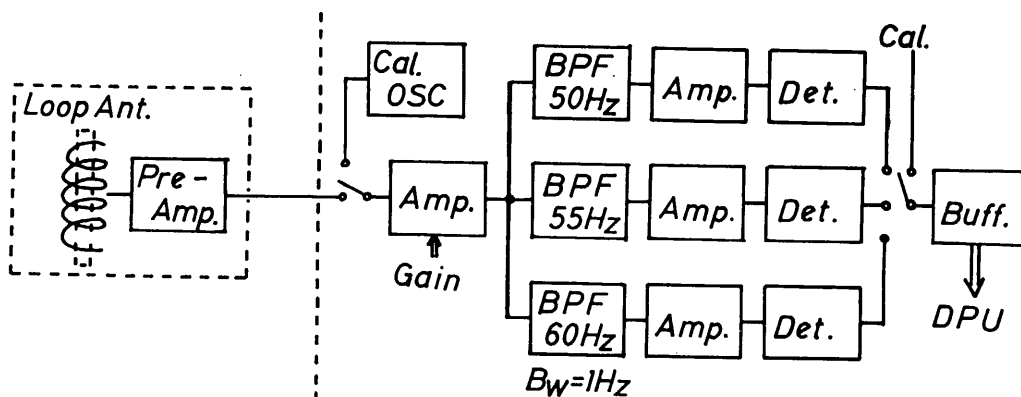 Loop Ant.
Pre-
Amp.
Cal.
OSC
Amp.
Gain
BPF
50Hz
Amp.
Det.
BPF
55Hz
Amp.
Det.
BPF
60Hz
Amp.
Det.
Bw=1Hz
Cal.
Buff.
DPU